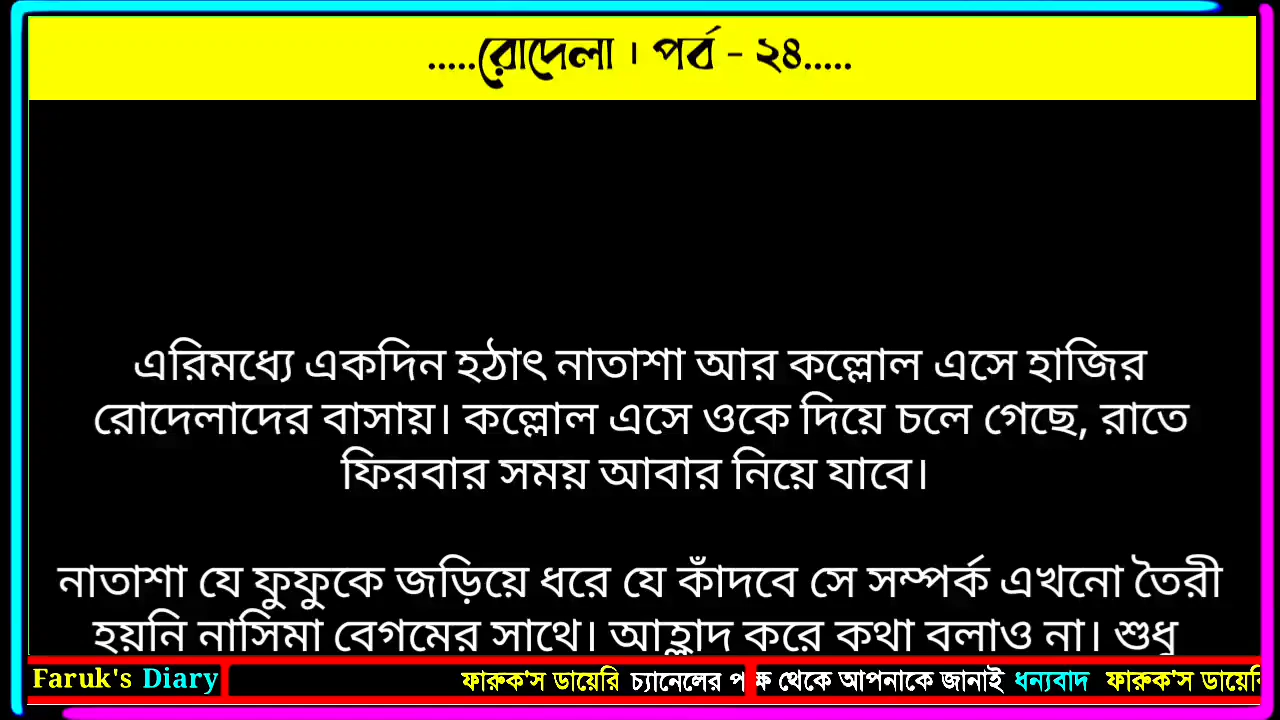 .....রোদেলা । পর্ব - ২৪.....
এরিমধ্যে একদিন হঠাৎ নাতাশা আর কল্লোল এসে হাজির
রোদেলাদের বাসায়। কল্লোল এসে ওকে দিয়ে চলে গেছে, রাতে
ফিরবার সময় আবার নিয়ে যাবে।
নাতাশা যে ফুফুকে জড়িয়ে ধরে যে কাঁদবে সে সম্পর্ক এখনো তৈরী
হয়নি নাসিমা বেগমের সাথে। আহ্লাদ করে কথা বলাও না। শুধু
Faruk's Diary ফারুক'স ডায়েরি চ্যানেলের পক্ষ থেকে আপনাকে জানাই ধন্যবাদ ফারুক'স